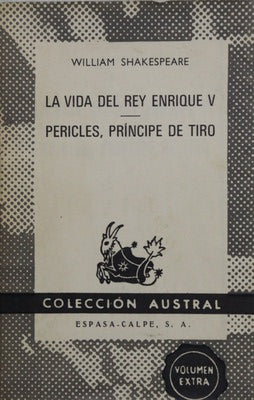 WILLIAM SHAKESPEARE
LA VIDA DEL REY ENRIQUE V
PERICLES, PRÍNCIPE DE TIRO
COLECCIÓN AUSTRAL
ESPASA-CALPE, S. A.
VOLUMEN
EXTRA